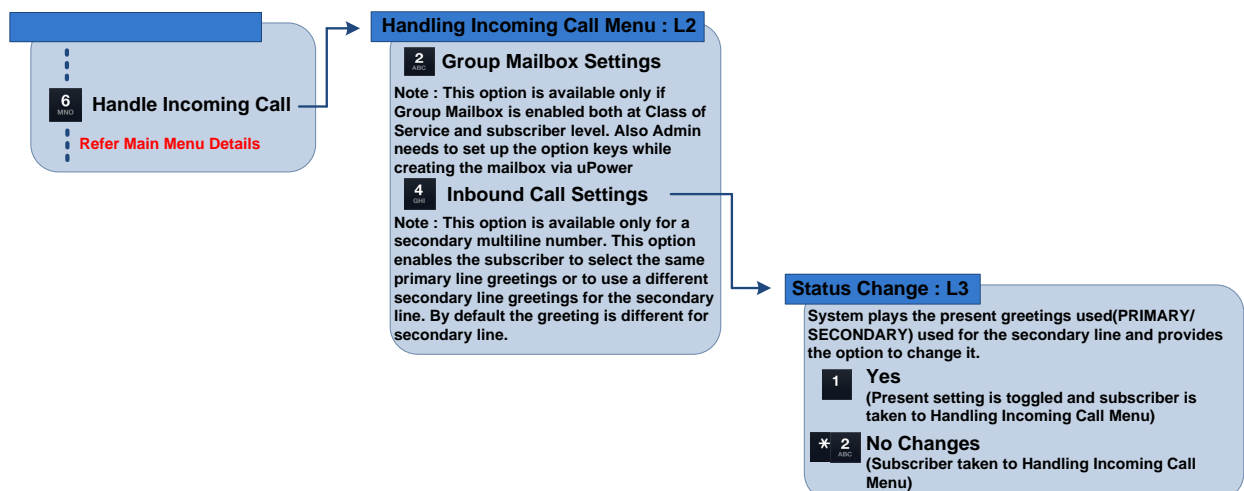 6
MNO
Handle Incoming Call
Refer Main Menu Details
Handling Incoming Call Menu : L2
2
ABC
Group Mailbox Settings
Note : This option is available only if
Group Mailbox is enabled both at Class of
Service and subscriber level. Also Admin
needs to set up the option keys while
creating the mailbox via uPower
4
GHI
Inbound Call Settings
Note : This option is available only for a
secondary multiline number. This option
enables the subscriber to select the same
primary line greetings or to use a different
secondary line greetings for the secondary
line. By default the greeting is different for
secondary line.
Status Change : L3
System plays the present greetings used(PRIMARY/
SECONDARY) used for the secondary line and provides
the option to change it.
1
Yes
(Present setting is toggled and subscriber is
taken to Handling Incoming Call Menu)
* 2
ABC
No Changes
(Subscriber taken to Handling Incoming Call
Menu)